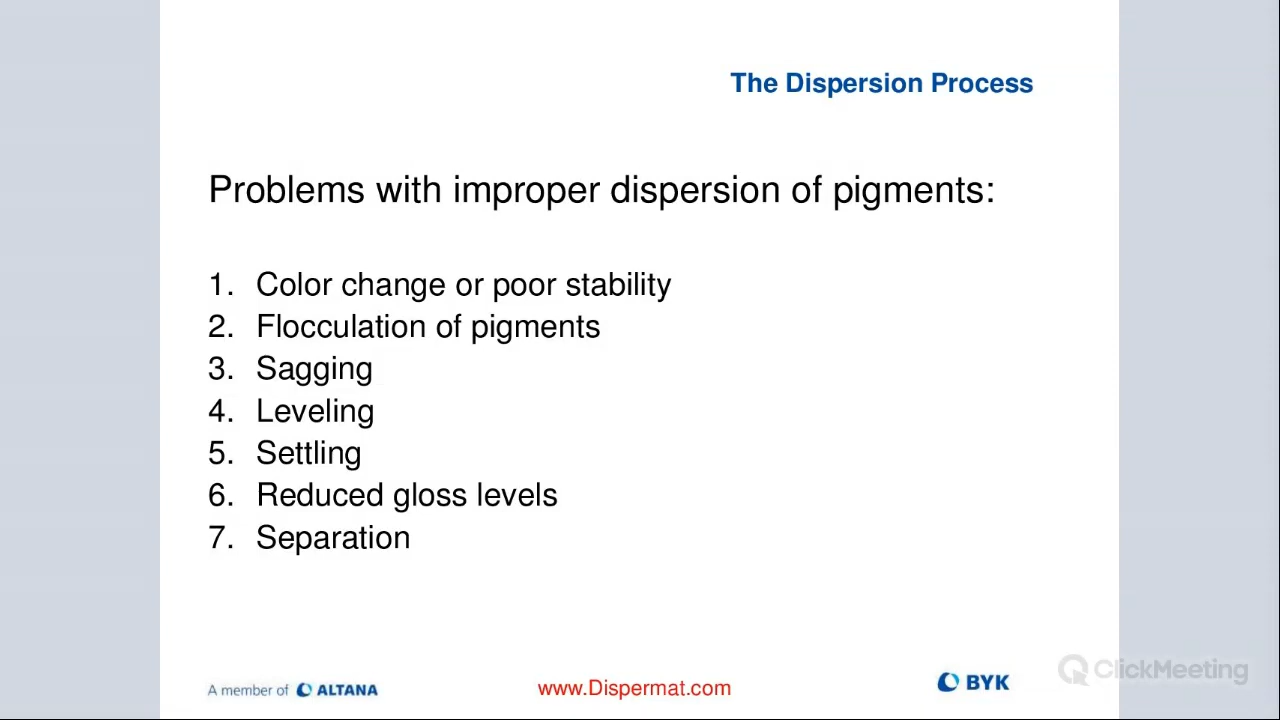 The Dispersion Process
Problems with improper dispersion of pigments:
1. Color change or poor stability
2. Flocculation of pigments
3. Sagging
4. Leveling
5. Settling
6. Reduced gloss levels
7. Separation
A member of ALTANA
www.Dispermat.com
BYK
ClickMeeting